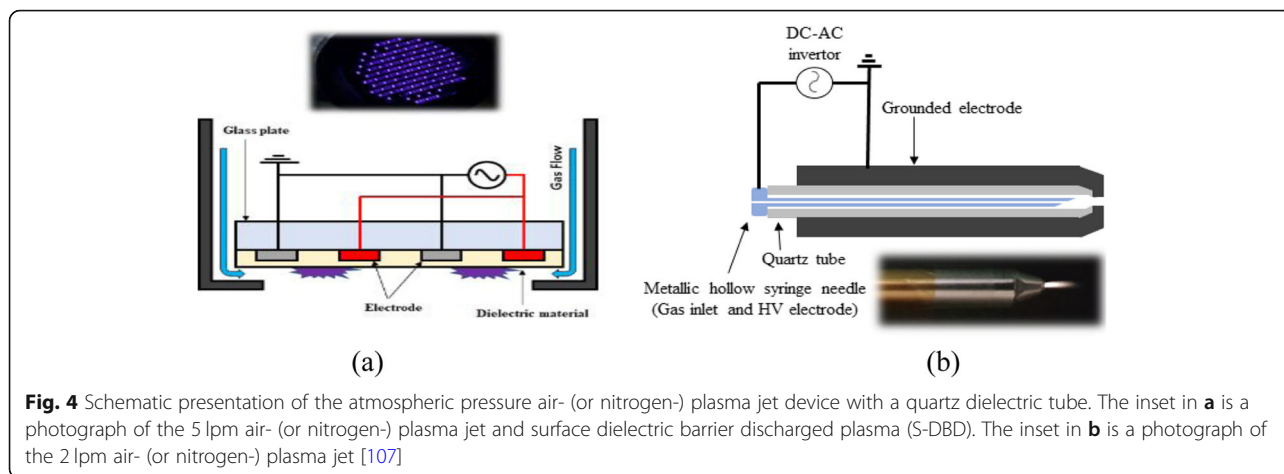 Glass plate
Gas Flow
Electrode
Dielectric material
(a)
DC-AC
invertor
Grounded electrode
Quartz tube
Metallic hollow syringe needle
(Gas inlet and HV electrode)
(b)
Fig. 4 Schematic presentation of the atmospheric pressure air- (or nitrogen-) plasma jet device with a quartz dielectric tube. The inset in a is a
photograph of the 5 lpm air- (or nitrogen-) plasma jet and surface dielectric barrier discharged plasma (S-DBD). The inset in b is a photograph of
the 2 lpm air- (or nitrogen-) plasma jet [107]